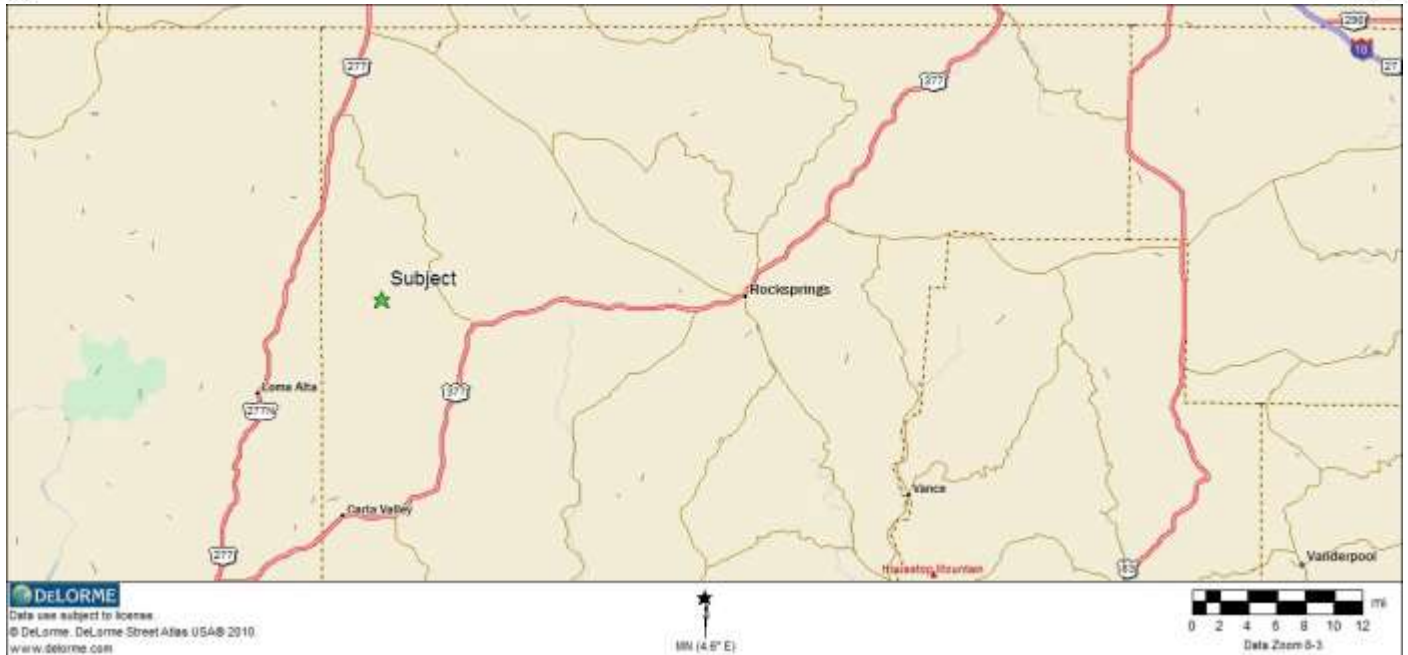 290
10
277
377
27
Subject
Rocksprings
Loma Alta
377
277N
Vance
Carta Valley
277
83
Vanderpool
DELORME
Data use subject to license.
© DeLorme. DeLorme Street Atlas USA® 2010.
www.delorme.com
MN (4.6° E)
mi
0 2 4 6 8 10 12
Data Zoom 8-3